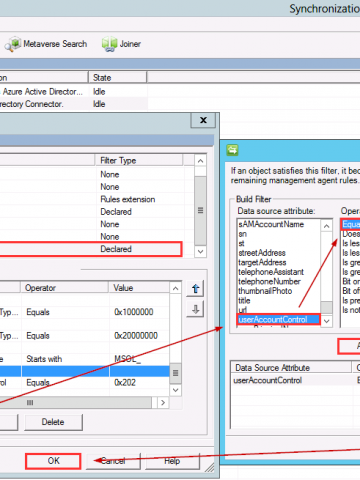 Synchronizatio
Metaverse Search
Joiner
on
State
Azure Active Director...
Idle
irectory Connector.
Idle
x
Filter Type
None
None
Rules extension
Declared
None
None
Declared
Operator
Value
Typ...
Equals
0x1000000
Typ...
Equals
0x20000000
e
Starts with
MSOL_
rol
Equals
0x202
Delete
OK
Cancel
Help
If an object satisfies this filter, it bec
remaining management agent rules.
Build Filter
Data source attribute:
Opera
sAMAccountName
sn
st
streetAddress
targetAddress
telephoneAssistant
telephoneNumber
thumbnailPhoto
title
url
userAccountControl
Equa
Does
Is les
Is les
Is gre
Is gre
Bit on
Bit of
Is pre
Is not
A
Data Source Attribute
userAccountControl